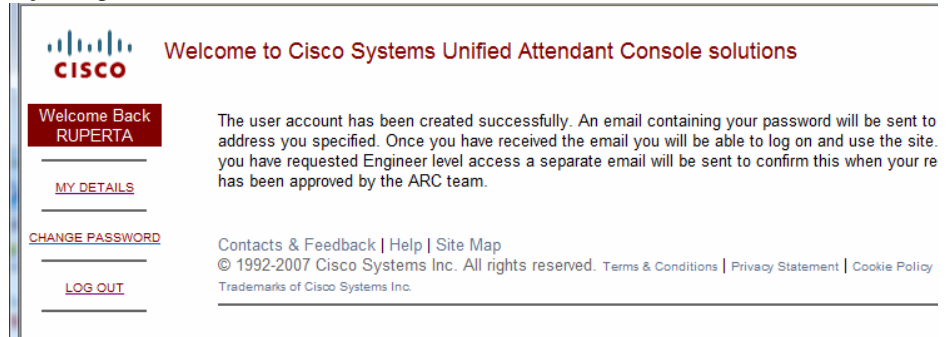 CISCO
Welcome to Cisco Systems Unified Attendant Console solutions
Welcome Back
RUPERTA
MY DETAILS
CHANGE PASSWORD
LOG OUT
The user account has been created successfully. An email containing your password will be sent to
address you specified. Once you have received the email you will be able to log on and use the site.
you have requested Engineer level access a separate email will be sent to confirm this when your re
has been approved by the ARC team.
Contacts & Feedback | Help | Site Map
© 1992-2007 Cisco Systems Inc. All rights reserved. Terms & Conditions | Privacy Statement | Cookie Policy
Trademarks of Cisco Systems Inc.